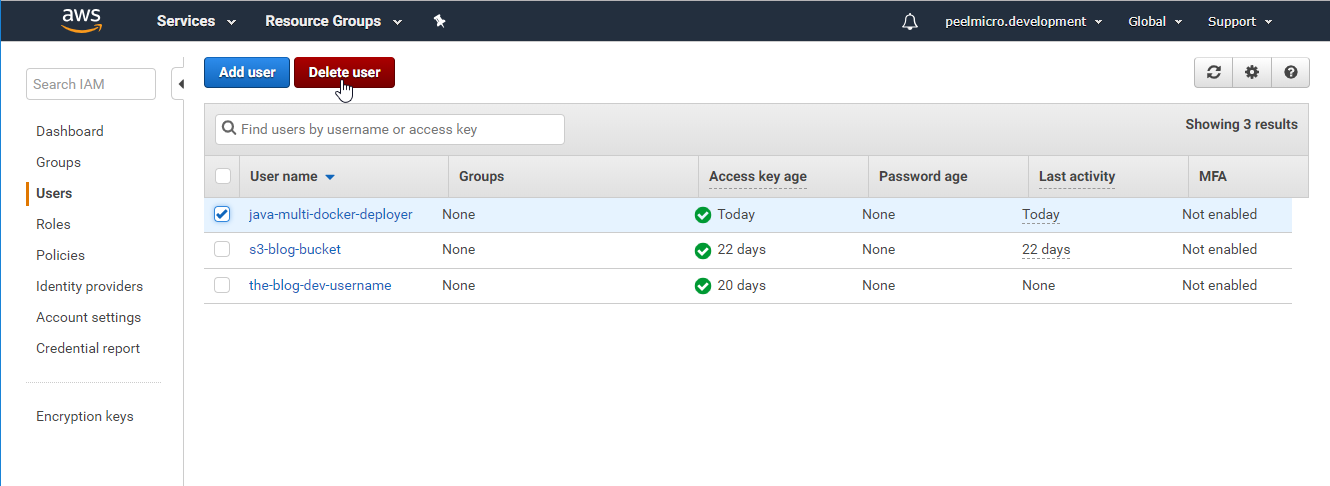 aws Services Resource Groups peelmicro.development Global Support
Search IAM
Dashboard
Groups
Users
Roles
Policies
Identity providers
Account settings
Credential report
Encryption keys
Add user Delete user
Find users by username or access key Showing 3 results
User name Groups Access key age Password age Last activity MFA
java-multi-docker-deployer None Today None Today Not enabled
s3-blog-bucket None 22 days None 22 days Not enabled
the-blog-dev-username None 20 days None None Not enabled